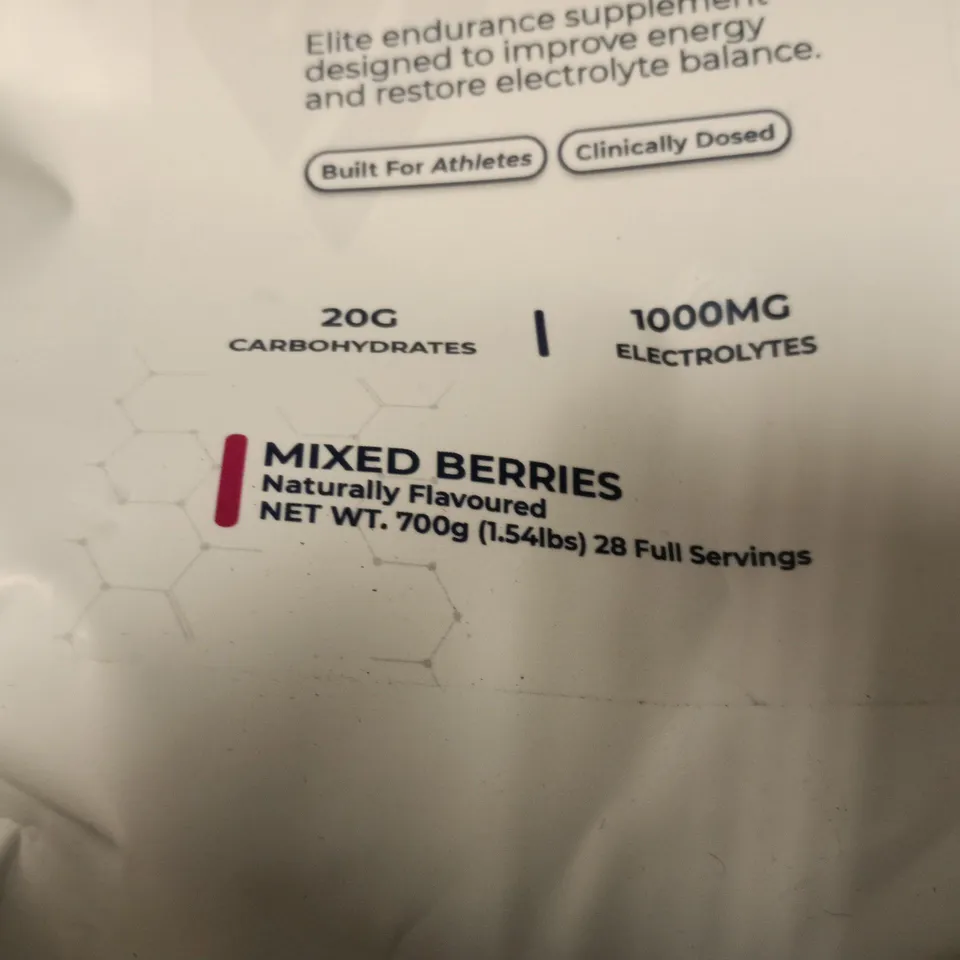 Elite endurance supplement
designed to improve energy
and restore electrolyte balance.
Built For Athletes
Clinically Dosed
20G
CARBOHYDRATES
1000MG
ELECTROLYTES
MIXED BERRIES
Naturally Flavoured
NET WT. 700g (1.54lbs) 28 Full Servings